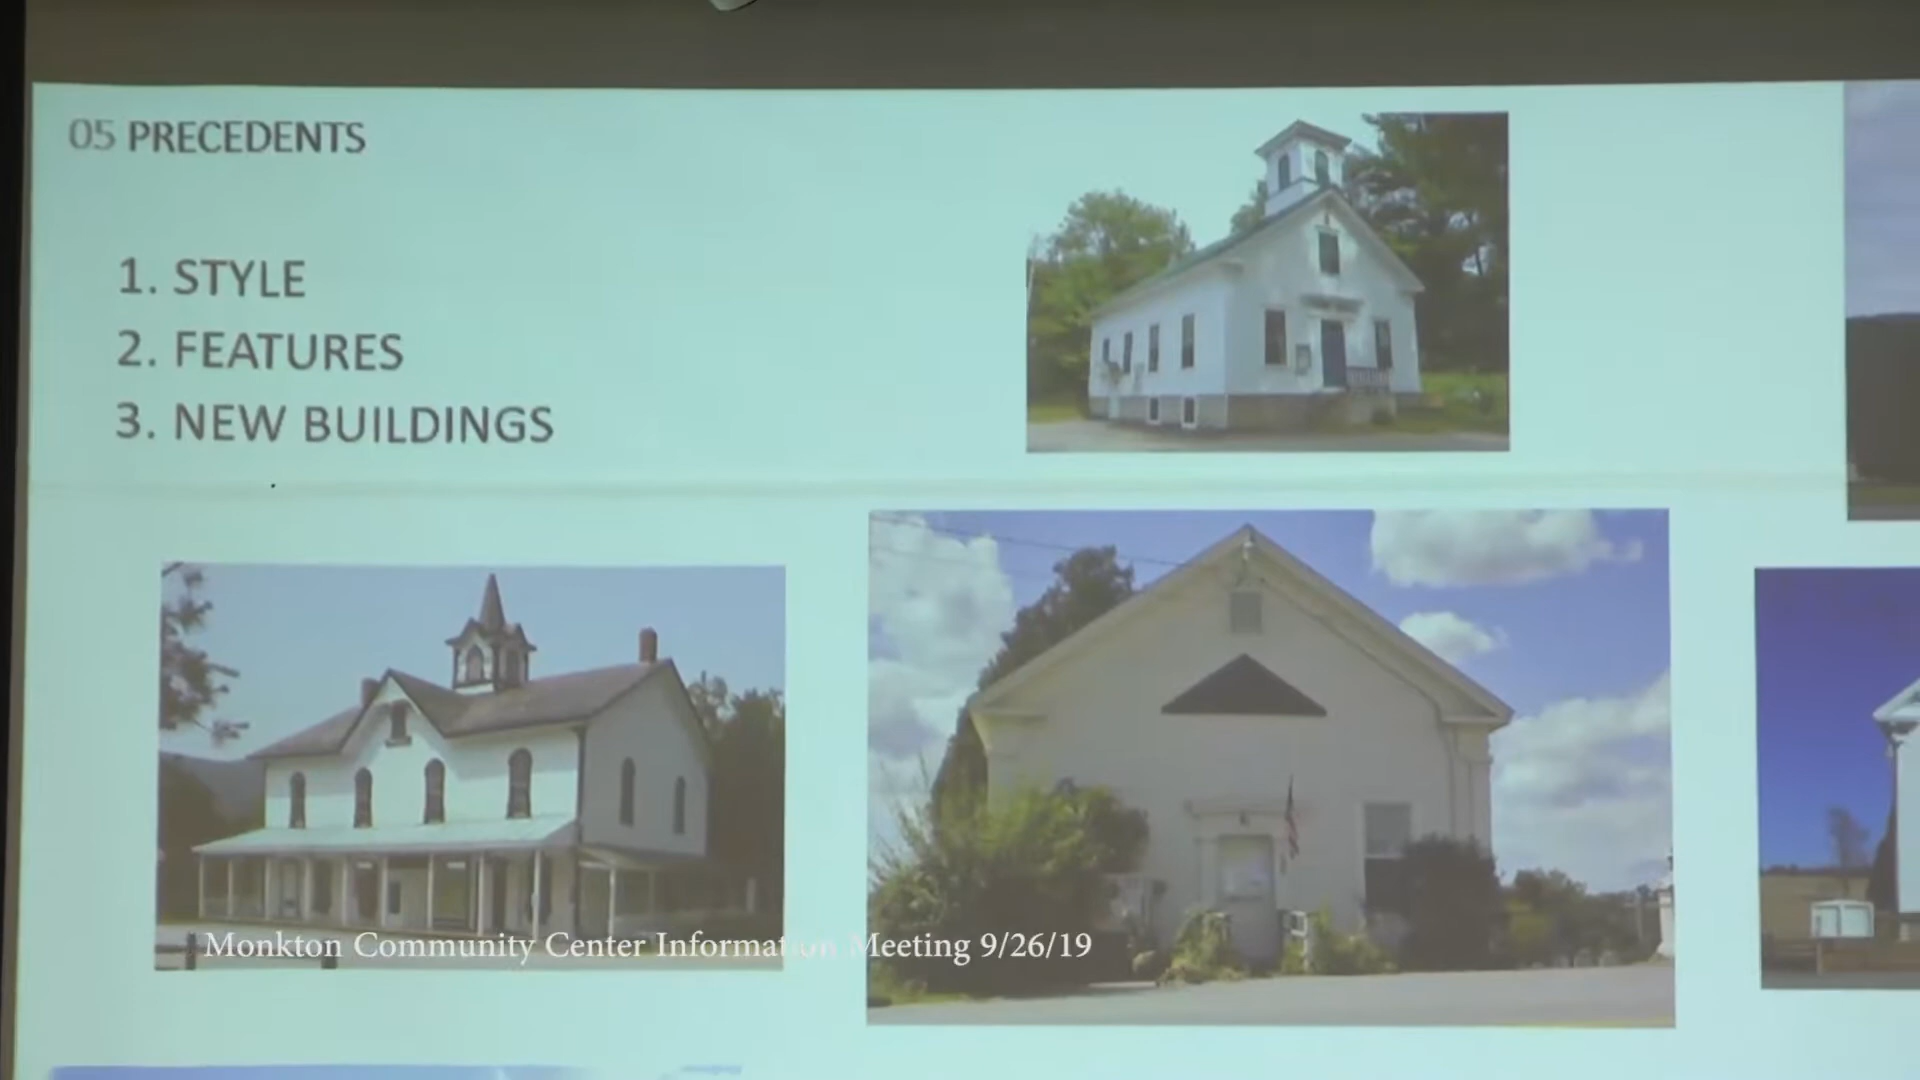 05 PRECEDENTS
1. STYLE
2. FEATURES
3. NEW BUILDINGS
Monkton Community Center Information Meeting 9/26/19